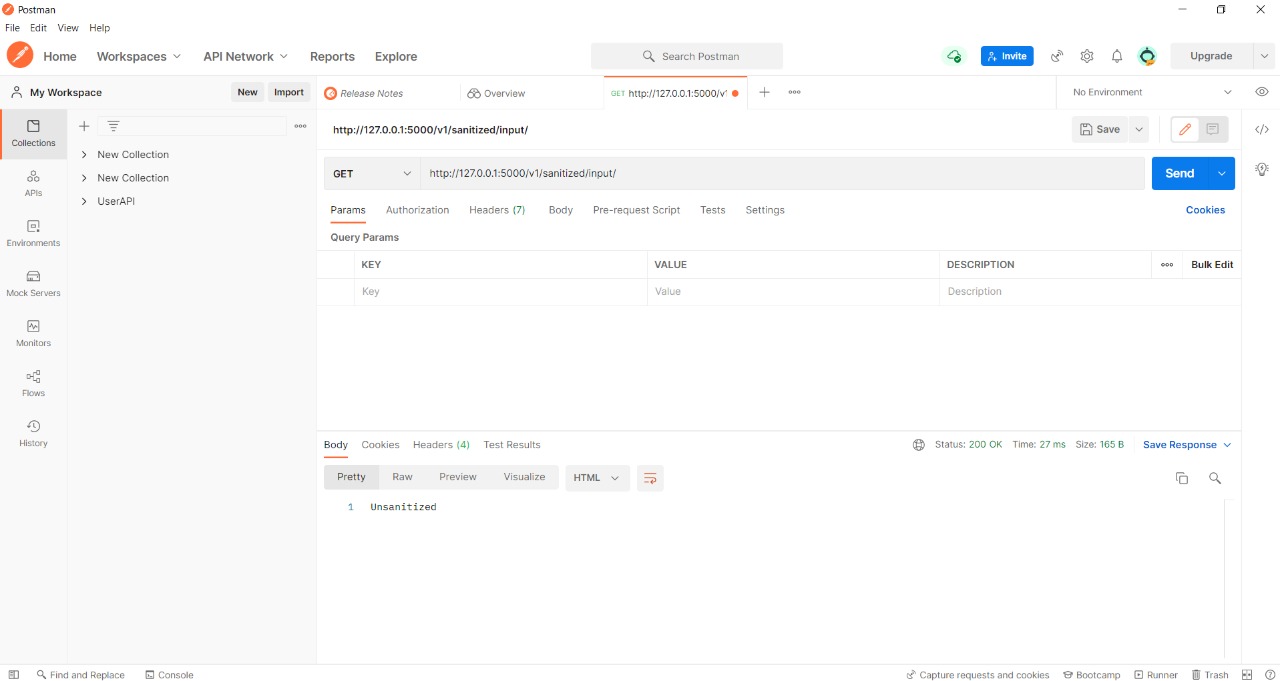 Postman
File Edit View Help
Home Workspaces API Network Reports Explore Search Postman Invite Upgrade
My Workspace New Import Release Notes Overview GET http://127.0.0.1:5000/v1 No Environment
Collections
APIs
Environments
Mock Servers
Monitors
Flows
History
New Collection
New Collection
UserAPI
http://127.0.0.1:5000/v1/sanitized/input/ Save
GET http://127.0.0.1:5000/v1/sanitized/input/ Send
Params Authorization Headers (7) Body Pre-request Script Tests Settings Cookies
Query Params
KEY VALUE DESCRIPTION Bulk Edit
Key Value Description
Body Cookies Headers (4) Test Results Status: 200 OK Time: 27 ms Size: 165 B Save Response
Pretty Raw Preview Visualize HTML
1 Unsanitized
Find and Replace Console Capture requests and cookies Bootcamp Runner Trash